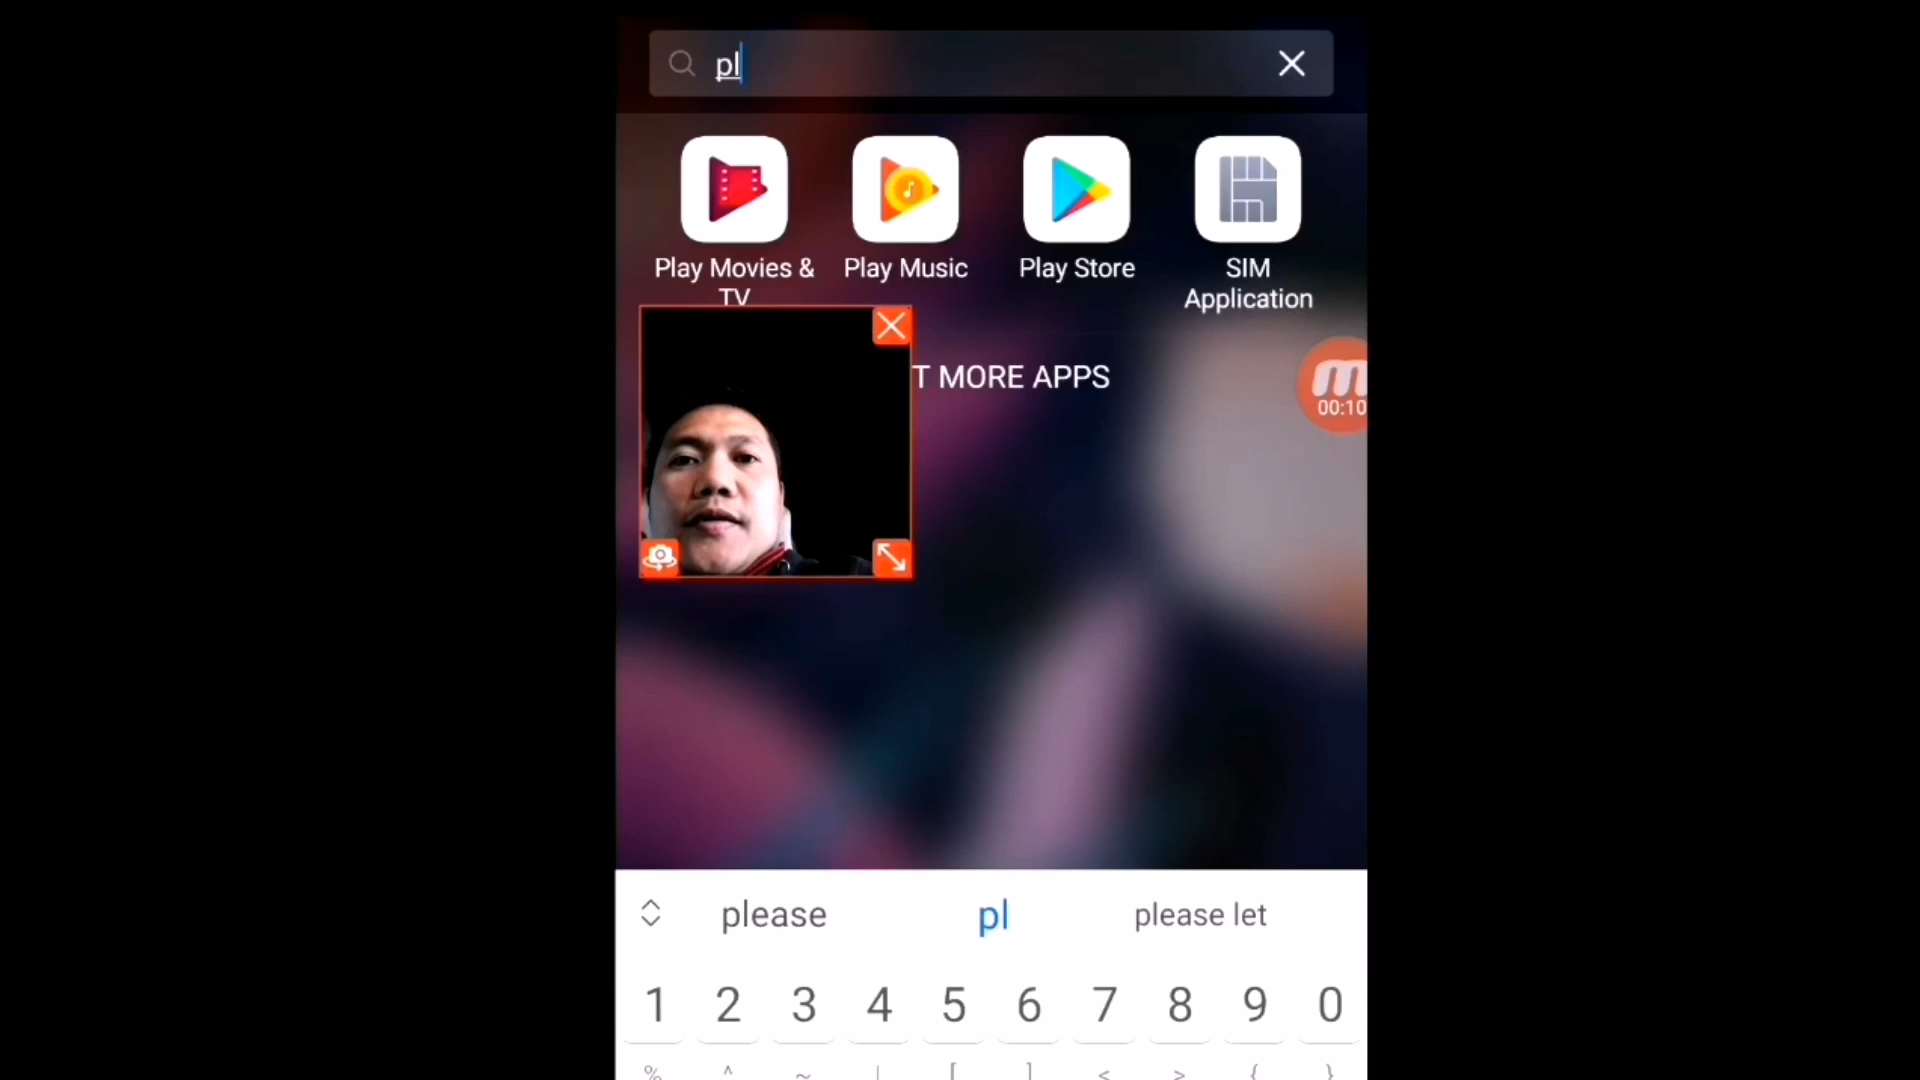 pl
Play Movies &
TV
Play Music
Play Store
SIM
Application
T MORE APPS
m
00:10
please
pl
please let
1 2 3 4 5 6 7 8 9 0
% ^ ~ | [ ] < > { }